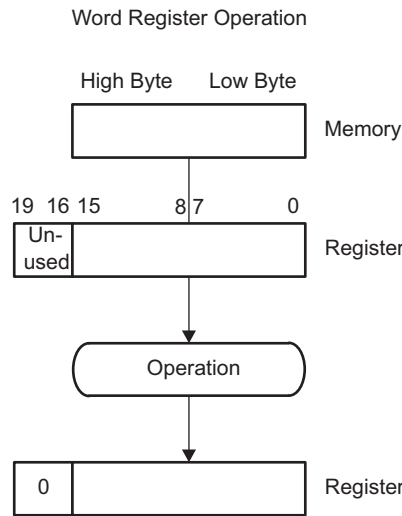 Word Register Operation
High Byte Low Byte
Memory
19 16 15 8 7 0
Un-
used
Register
Operation
0
Register